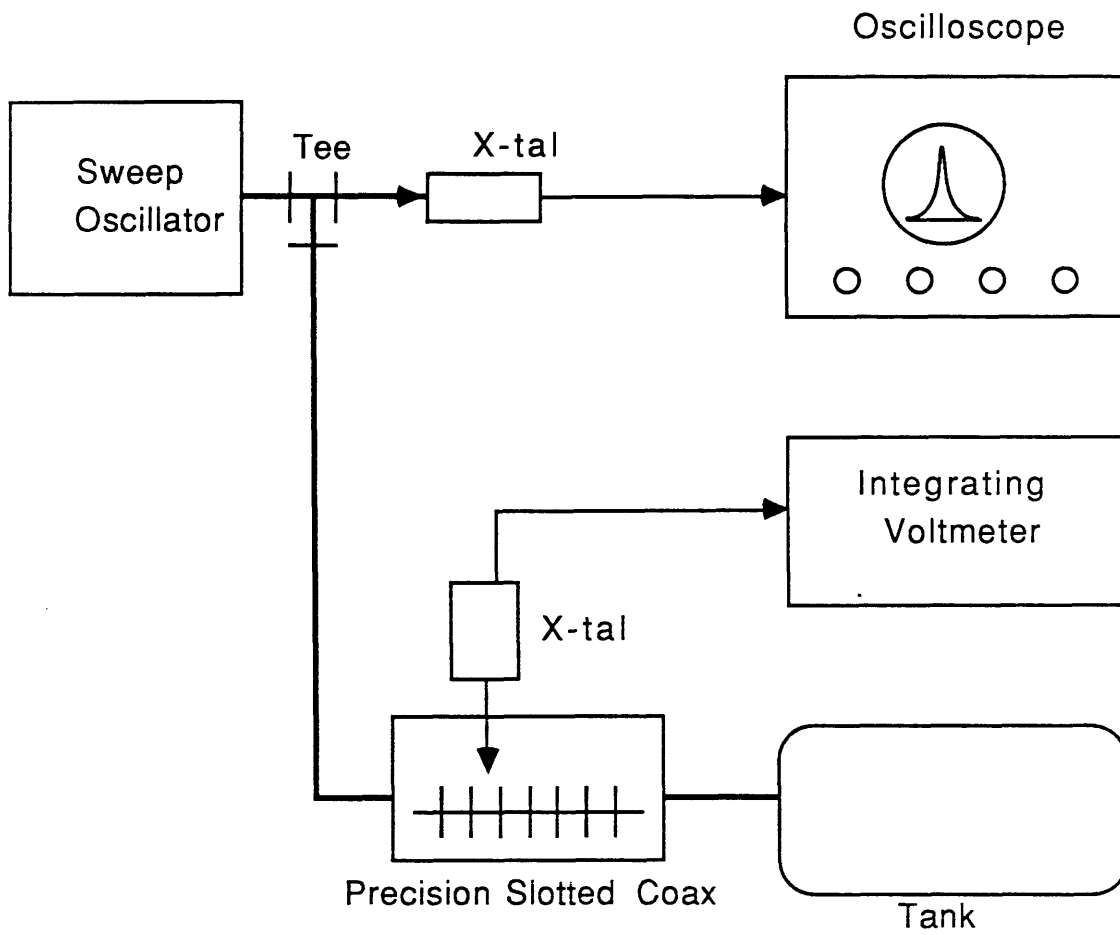 Oscilloscope
Tee
X-tal
Sweep
Oscillator
Integrating
Voltmeter
X-tal
Precision Slotted Coax
Tank